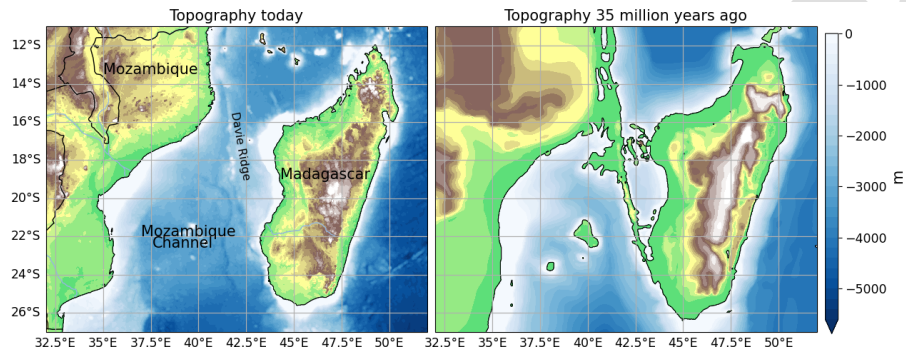 Topography today
Topography 35 million years ago
12°S
14°S
16°S
18°S
20°S
22°S
24°S
26°S
Mozambique
Davie Ridge
Madagascar
Mozambique
Channel
32.5°E 35°E 37.5°E 40°E 42.5°E 45°E 47.5°E 50°E
32.5°E 35°E 37.5°E 40°E 42.5°E 45°E 47.5°E 50°E
0
−1000
−2000
−3000
−4000
−5000
m